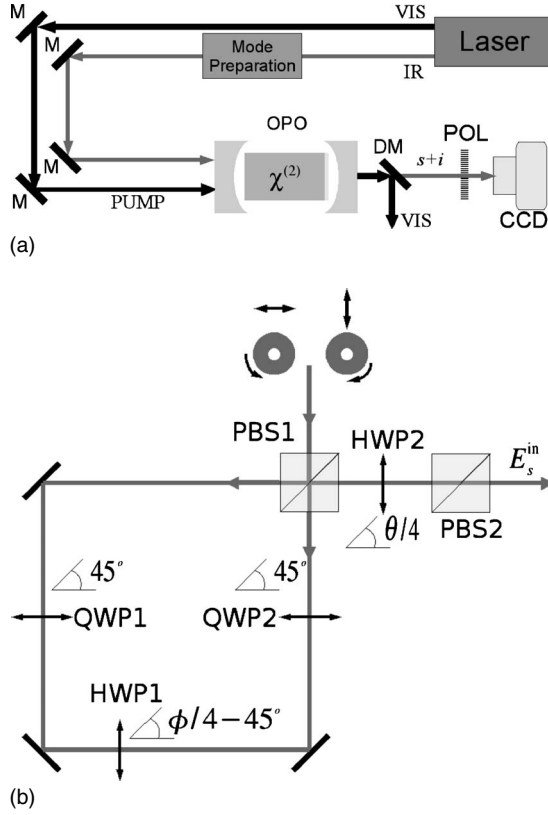 M
VIS
Laser
M
Mode
Preparation
IR
OPO
DM
POL
s+i
χ(2)
M
M
PUMP
VIS
CCD
(a)
PBS1
HWP2
E_s^in
θ/4
PBS2
45°
45°
QWP1
QWP2
HWP1
ϕ/4−45°
(b)